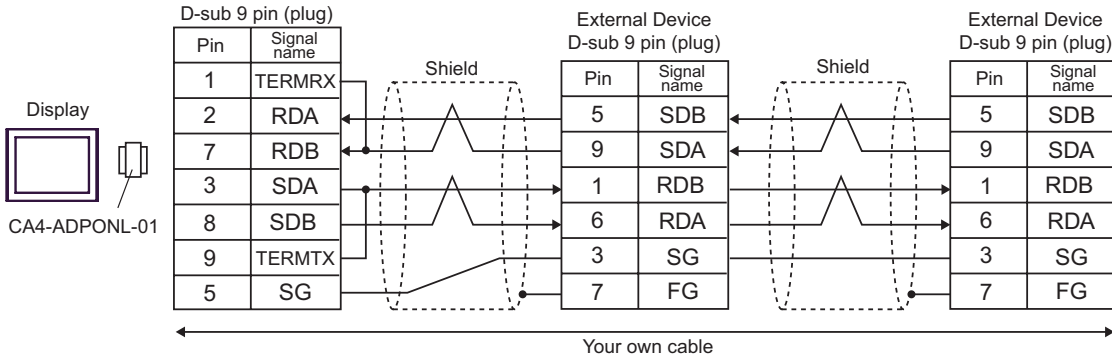 D-sub 9 pin (plug)
Pin Signal name
1 TERMRX
2 RDA
7 RDB
3 SDA
8 SDB
9 TERMTX
5 SG
Display
CA4-ADPONL-01
Shield
External Device
D-sub 9 pin (plug)
Pin Signal name
5 SDB
9 SDA
1 RDB
6 RDA
3 SG
7 FG
Shield
External Device
D-sub 9 pin (plug)
Pin Signal name
5 SDB
9 SDA
1 RDB
6 RDA
3 SG
7 FG
Your own cable